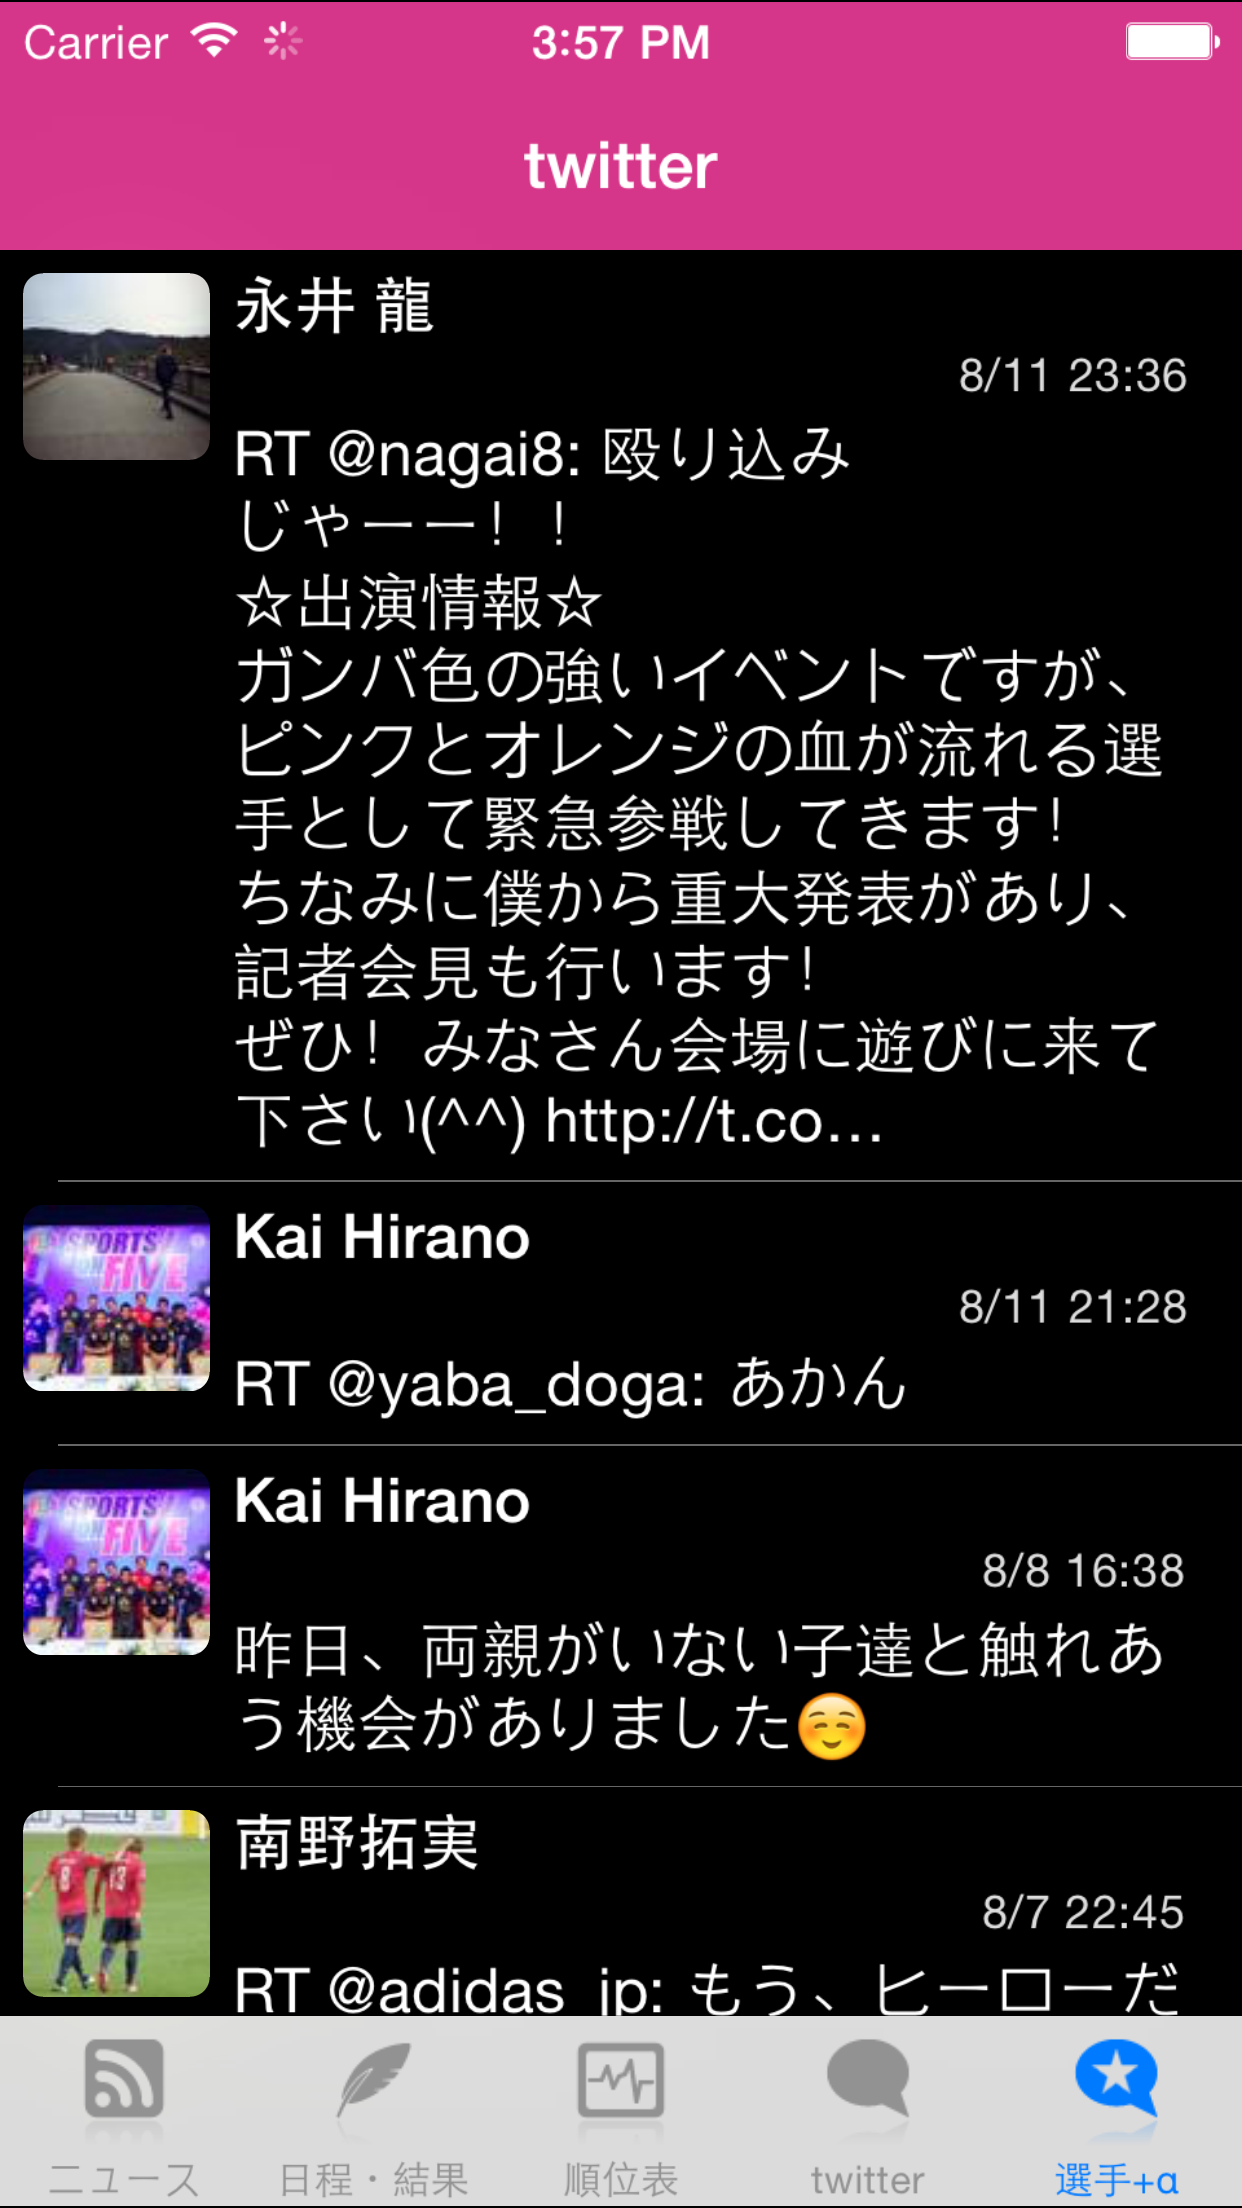 Carrier 3:57 PM
twitter
永井 龍
8/11 23:36
RT @nagai8: 殴り込み
じゃーー！！
☆出演情報☆
ガンバ色の強いイベントですが、
ピンクとオレンジの血が流れる選
手として緊急参戦してきます！
ちなみに僕から重大発表があり、
記者会見も行います！
ぜひ！みなさん会場に遊びに来て
下さい(^^) http://t.co…
SPORTS
ON
FIVE
Kai Hirano
8/11 21:28
RT @yaba_doga: あかん
SPORTS
ON
FIVE
Kai Hirano
8/8 16:38
昨日、両親がいない子達と触れあ
う機会がありました☺️
8 13
南野拓実
8/7 22:45
RT @adidas_jp: もう、ヒーローだ
ニュース 日程・結果 順位表 twitter 選手+α